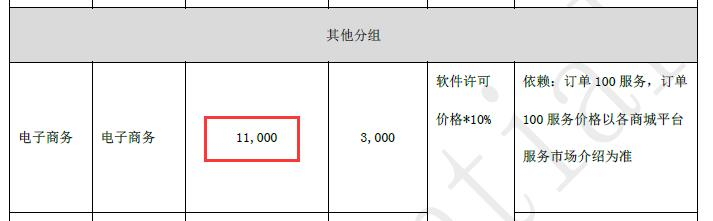 其他分组
电子商务
电子商务
11,000
3,000
软件许可
价格*10%
依赖：订单 100 服务，订单
100 服务价格以各商城平台
服务市场介绍为准